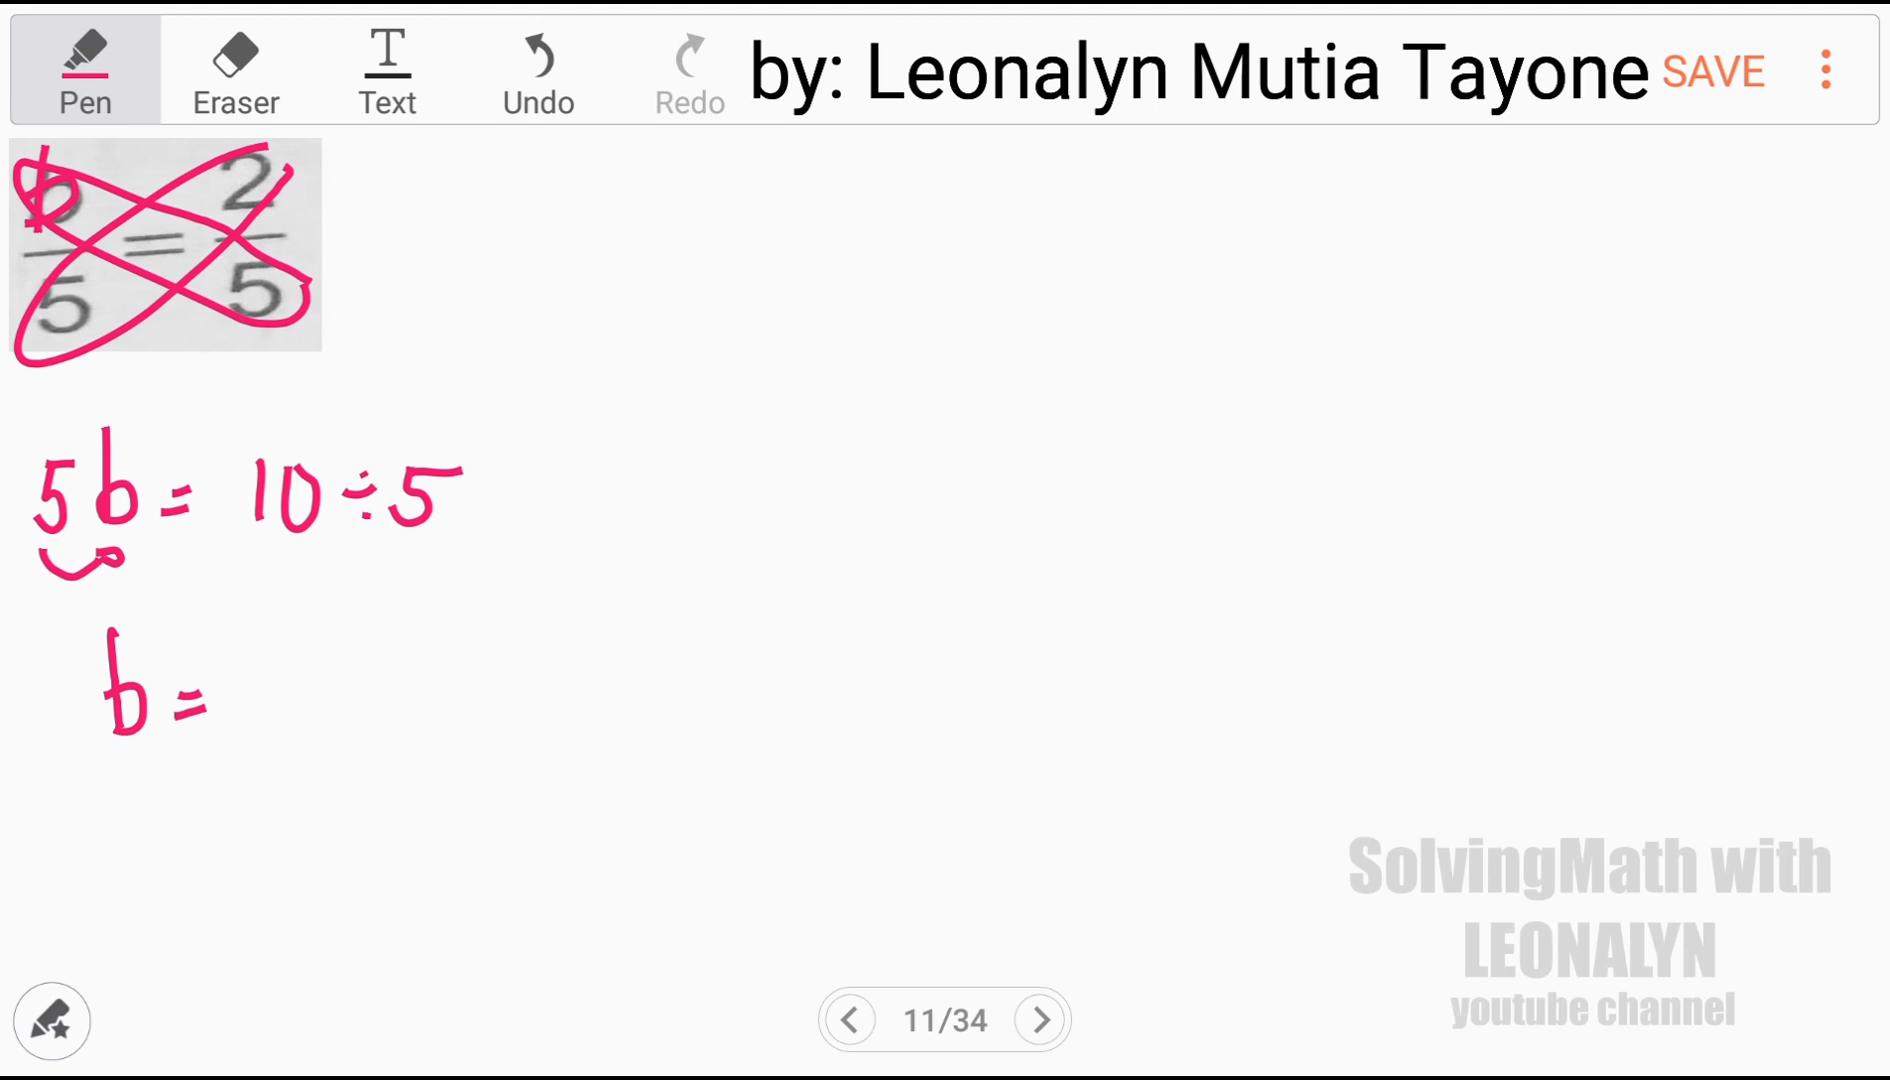 Pen
Eraser
Text
Undo
Redo
by: Leonalyn Mutia Tayone
SAVE
b/5 = 2/5
5b = 10 ÷ 5
b =
SolvingMath with
LEONALYN
youtube channel
11/34